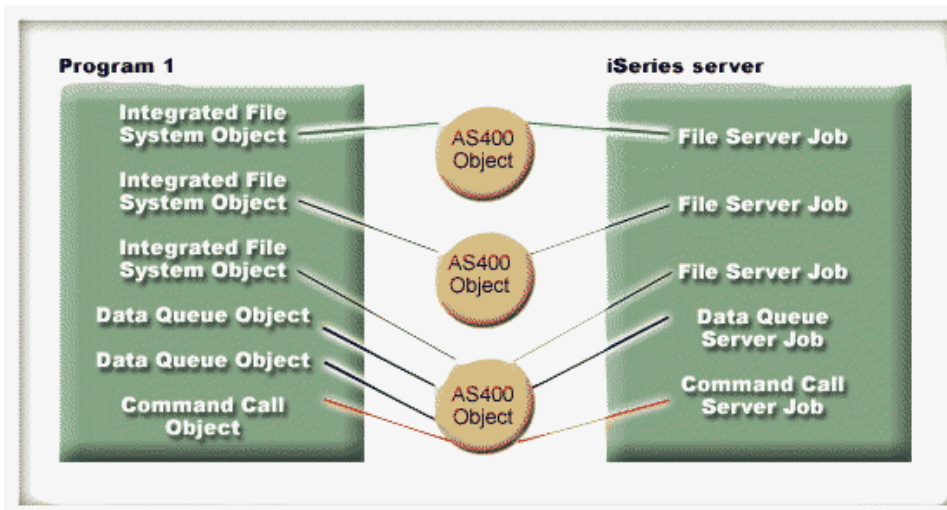 Program 1
Integrated File
System Object
Integrated File
System Object
Integrated File
System Object
Data Queue Object
Data Queue Object
Command Call
Object
AS400
Object
AS400
Object
AS400
Object
iSeries server
File Server Job
File Server Job
File Server Job
Data Queue
Server Job
Command Call
Server Job